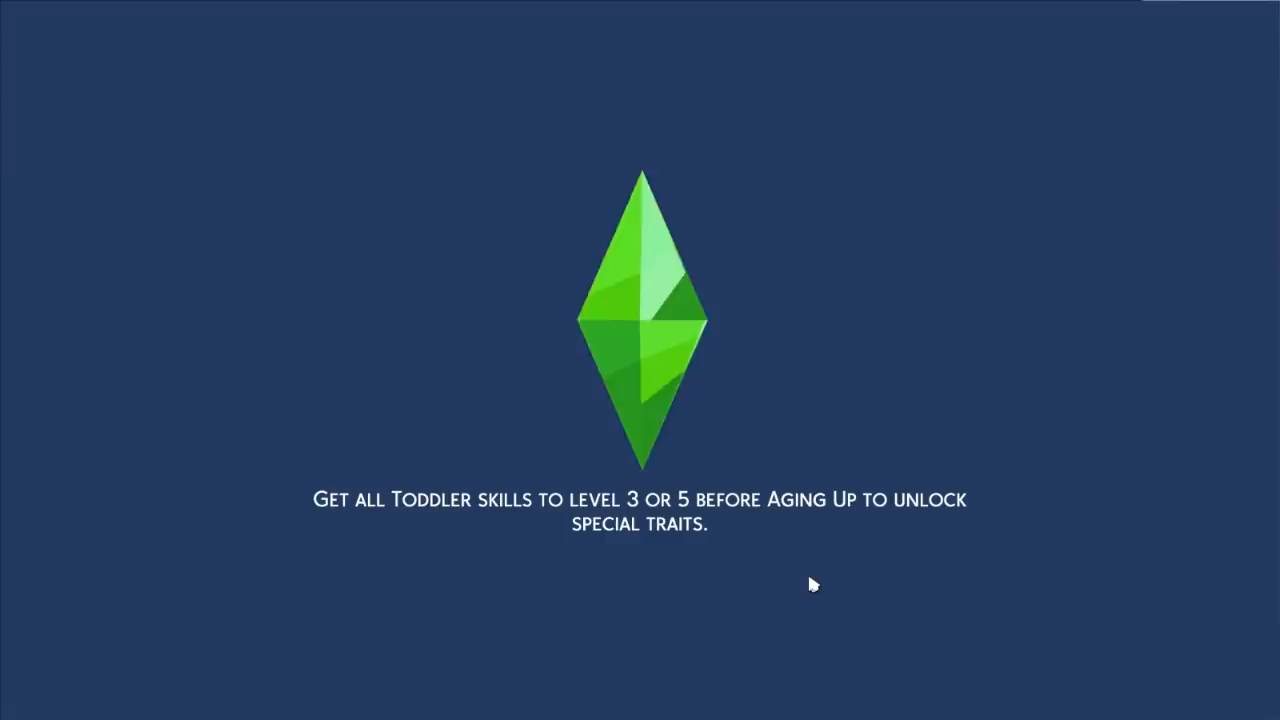 Get all Toddler skills to level 3 or 5 before Aging Up to unlock
special traits.